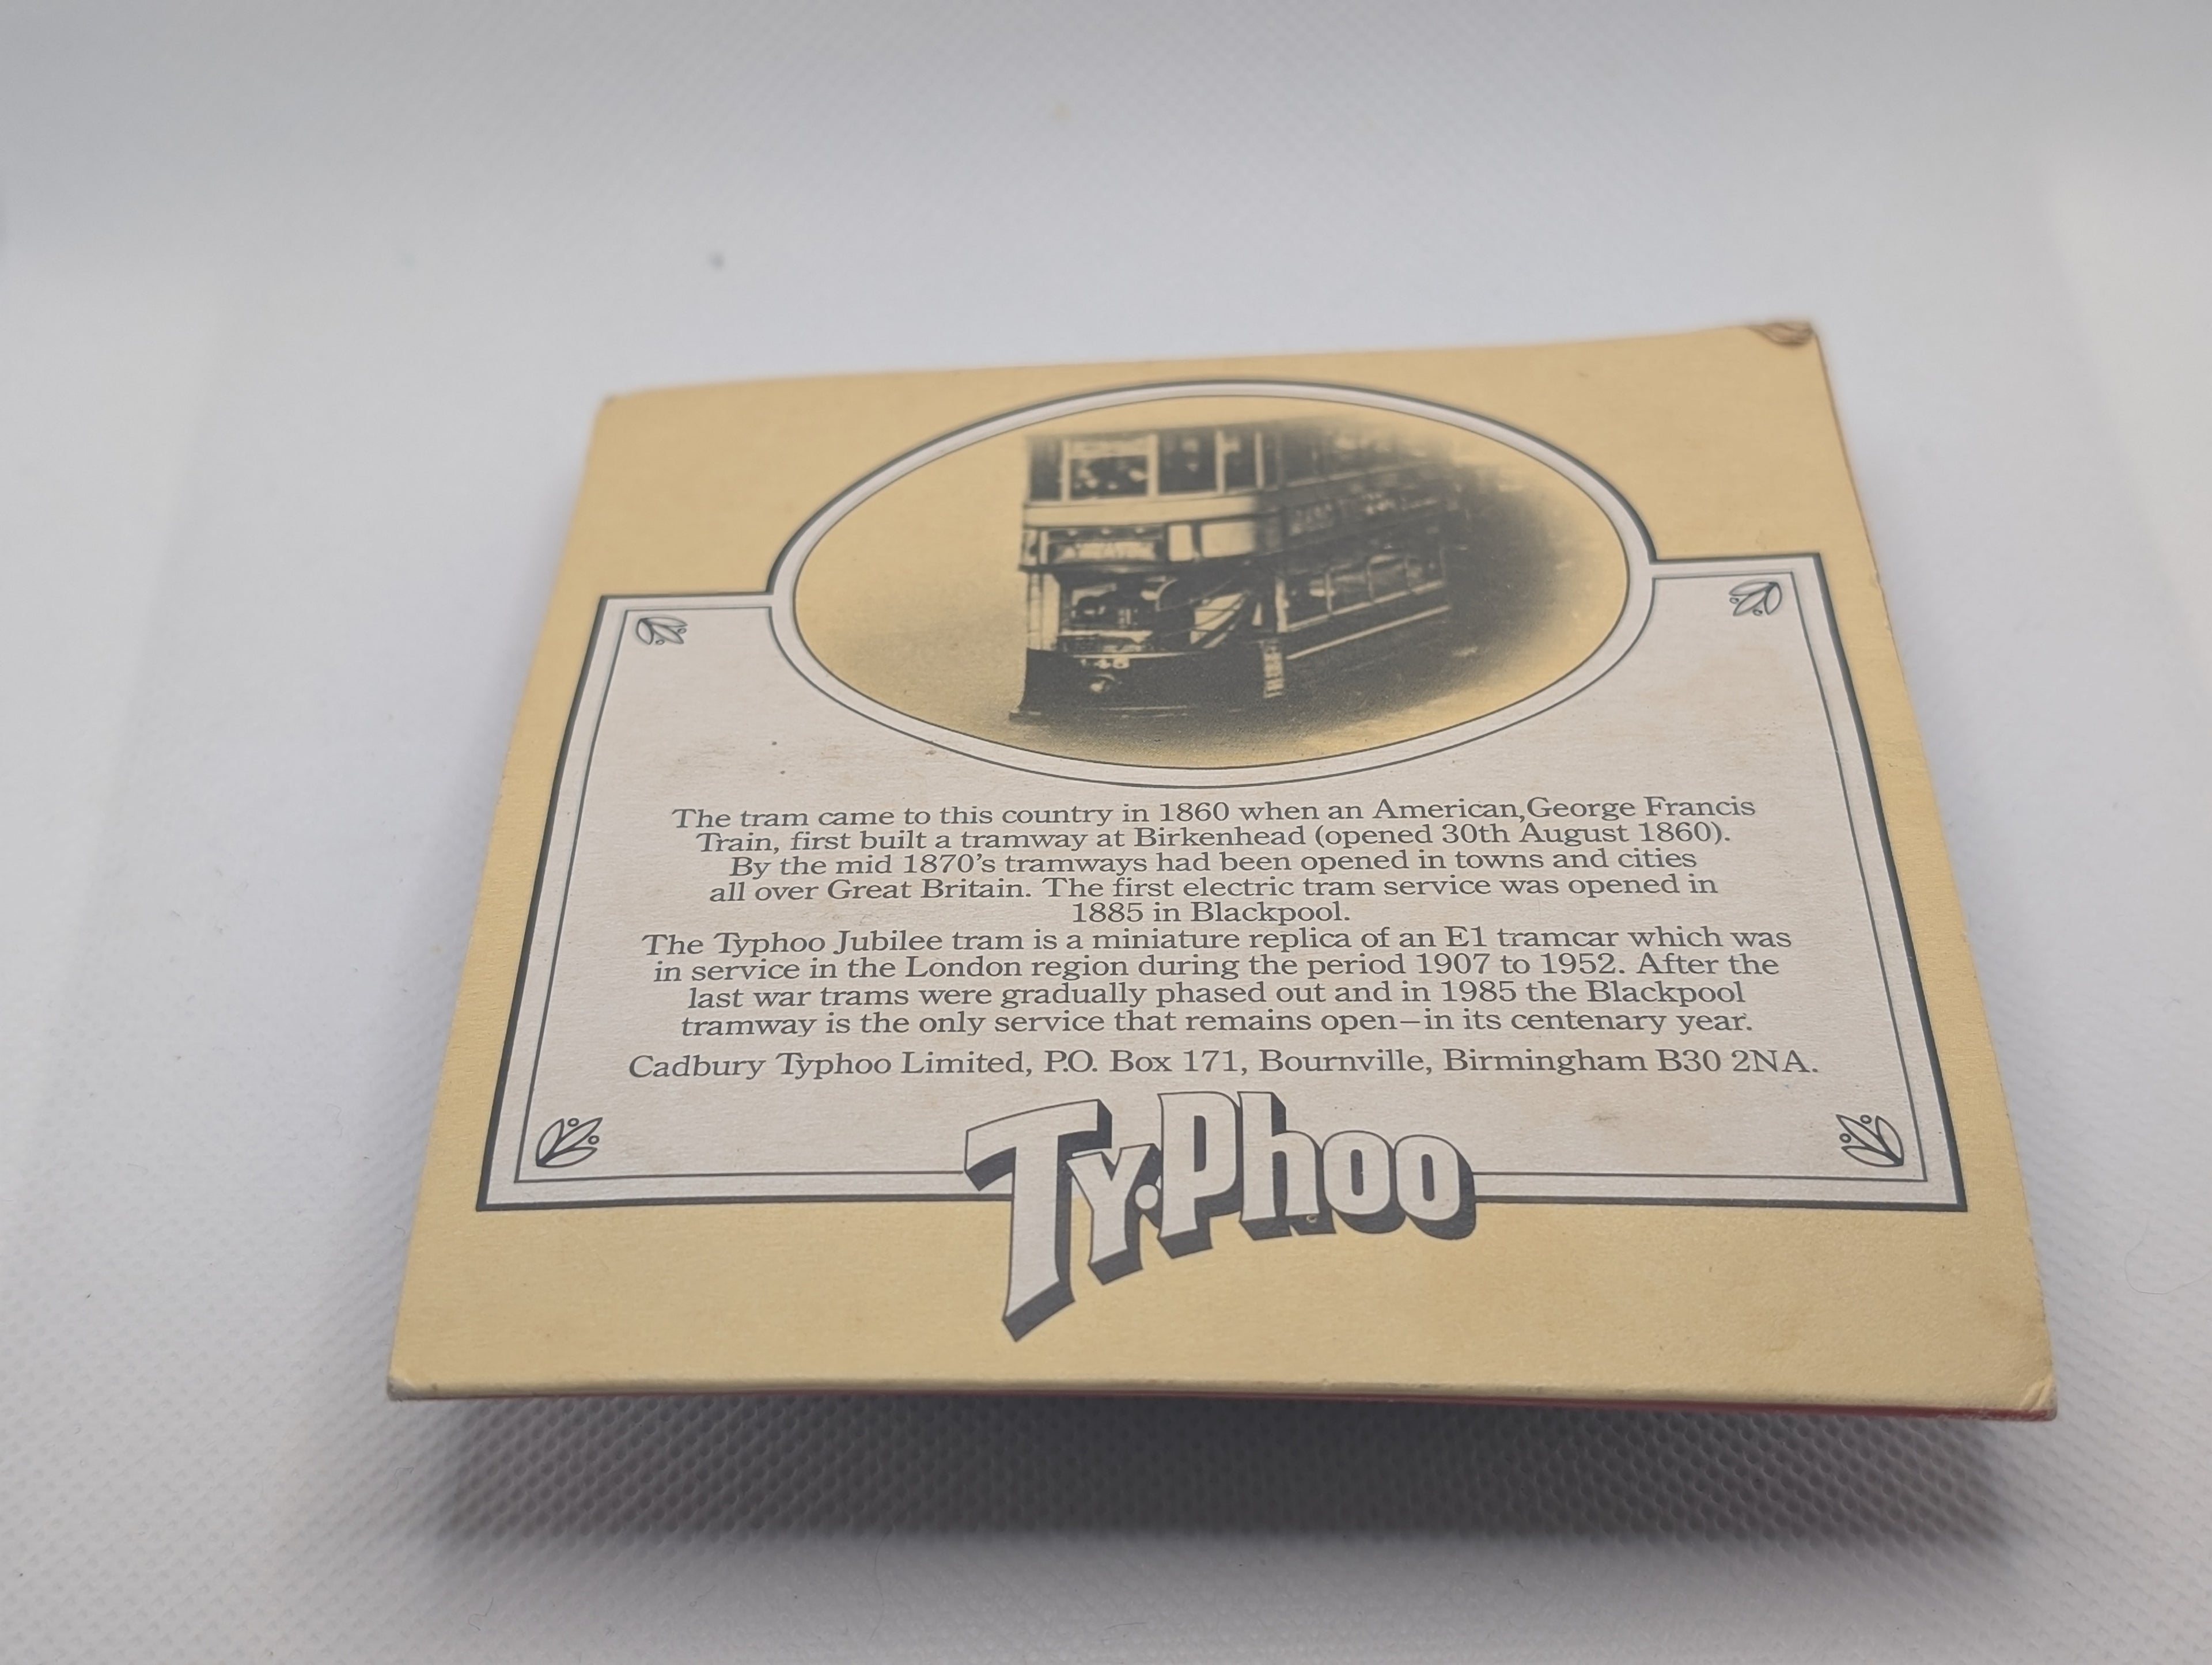 The tram came to this country in 1860 when an American,George Francis
Train, first built a tramway at Birkenhead (opened 30th August 1860).
By the mid 1870's tramways had been opened in towns and cities
all over Great Britain. The first electric tram service was opened in
1885 in Blackpool.
The Typhoo Jubilee tram is a miniature replica of an E1 tramcar which was
in service in the London region during the period 1907 to 1952. After the
last war trams were gradually phased out and in 1985 the Blackpool
tramway is the only service that remains open—in its centenary year.
Cadbury Typhoo Limited, P.O. Box 171, Bournville, Birmingham B30 2NA.
Ty·Phoo